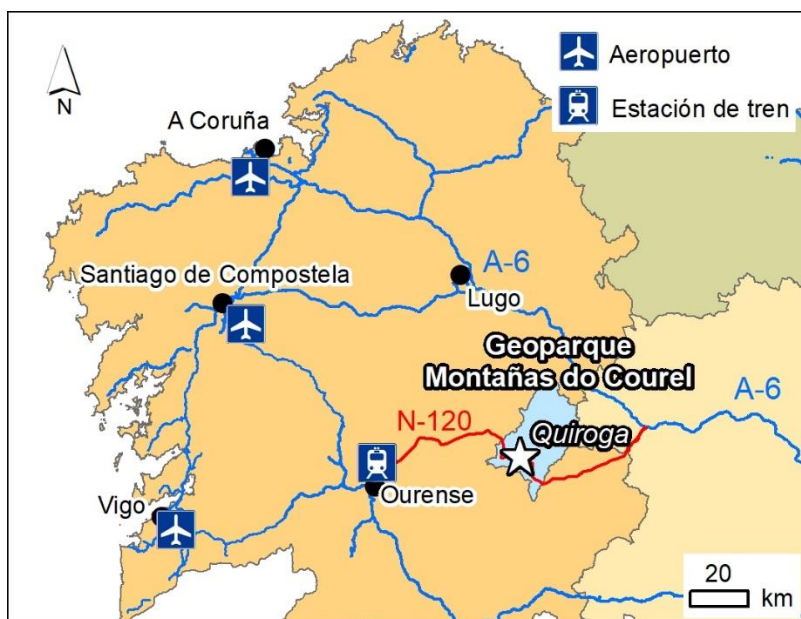 Aeropuerto
Estación de tren
N
A Coruña
Santiago de Compostela
A-6
Lugo
Geoparque
Montañas do Courel
A-6
N-120
Quiroga
Ourense
Vigo
20
km